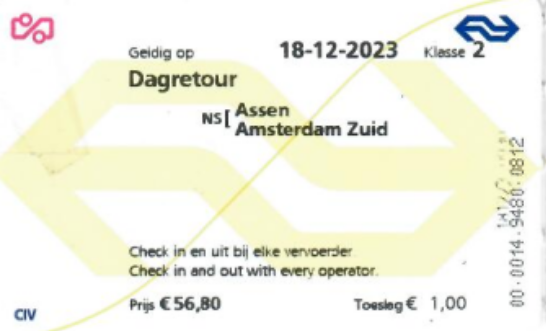 Geldig op 18-12-2023 Klasse 2
Dagretour
NS [ Assen
Amsterdam Zuid
Check in en uit bij elke vervoerder.
Check in and out with every operator.
CIV Prijs € 56,80 Toeslag € 1,00
00-0014-9480-0812